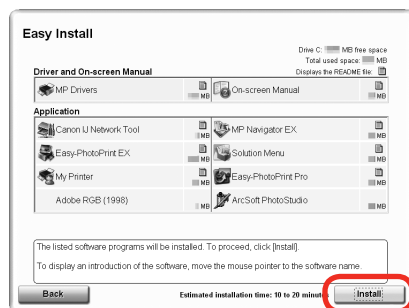 Easy Install
Drive C: MB free space
Total used space: MB
Driver and On-screen Manual
Displays the README file:
MP Drivers
MB
On-screen Manual
MB
Application
Canon IJ Network Tool
MB
MP Navigator EX
MB
Easy-PhotoPrint EX
MB
Solution Menu
MB
My Printer
MB
Easy-PhotoPrint Pro
MB
Adobe RGB (1998)
MB
ArcSoft PhotoStudio
MB
The listed software programs will be installed. To proceed, click [Install].
To display an introduction of the software, move the mouse pointer to the software name.
Back
Estimated installation time: 10 to 20 minutes
Install